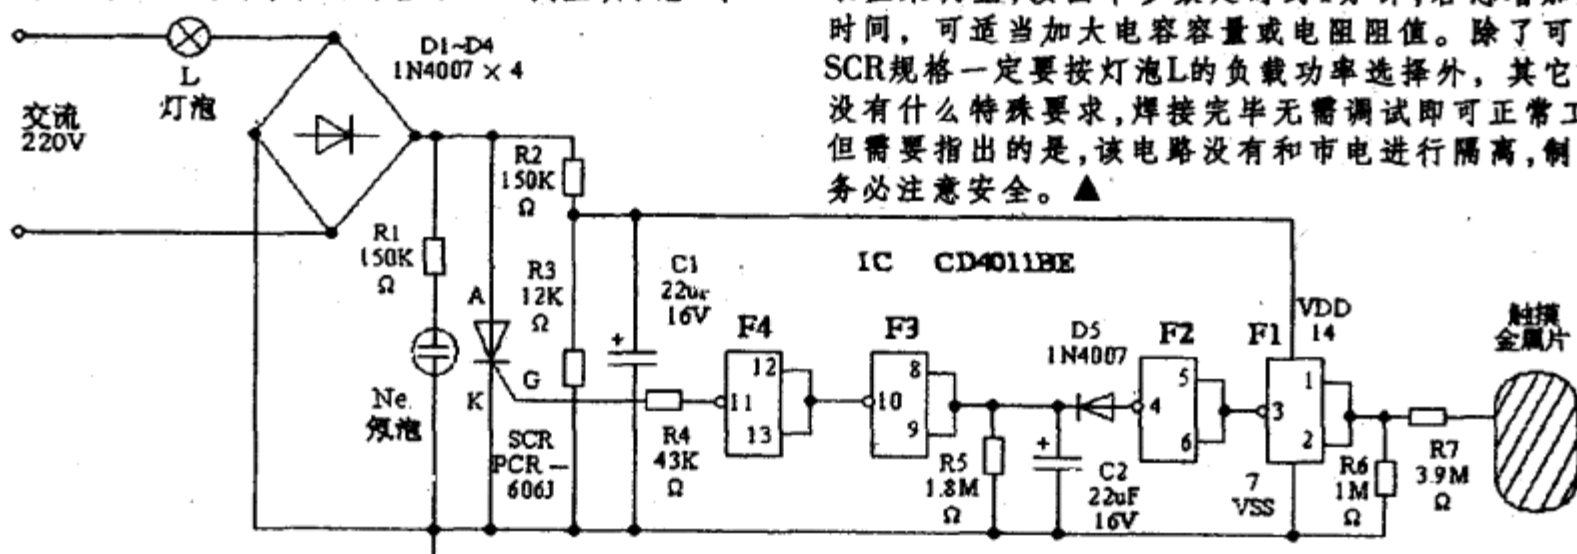 时间，可适当加大电容容量或电阻阻值。除了可
SCR规格一定要按灯泡L的负载功率选择外，其它
没有什么特殊要求，焊接完毕无需调试即可正常工
但需要指出的是，该电路没有和市电进行隔离，制
务必注意安全。▲
L
灯泡
交流
220V
D1~D4
1N4007 × 4
R1
150K
Ω
Ne
氖泡
A
K
G
SCR
PCR-
606J
R2
150K
Ω
R3
12K
Ω
C1
22uF
16V
+
R4
43K
Ω
IC CD4011BE
F4
12
11
13
F3
8
10
9
R5
1.8M
Ω
+
C2
22uF
16V
D5
1N4007
F2
5
4
6
F1
VDD
14
1
3
2
7
VSS
R6
1M
Ω
R7
3.9M
Ω
触摸
金属片